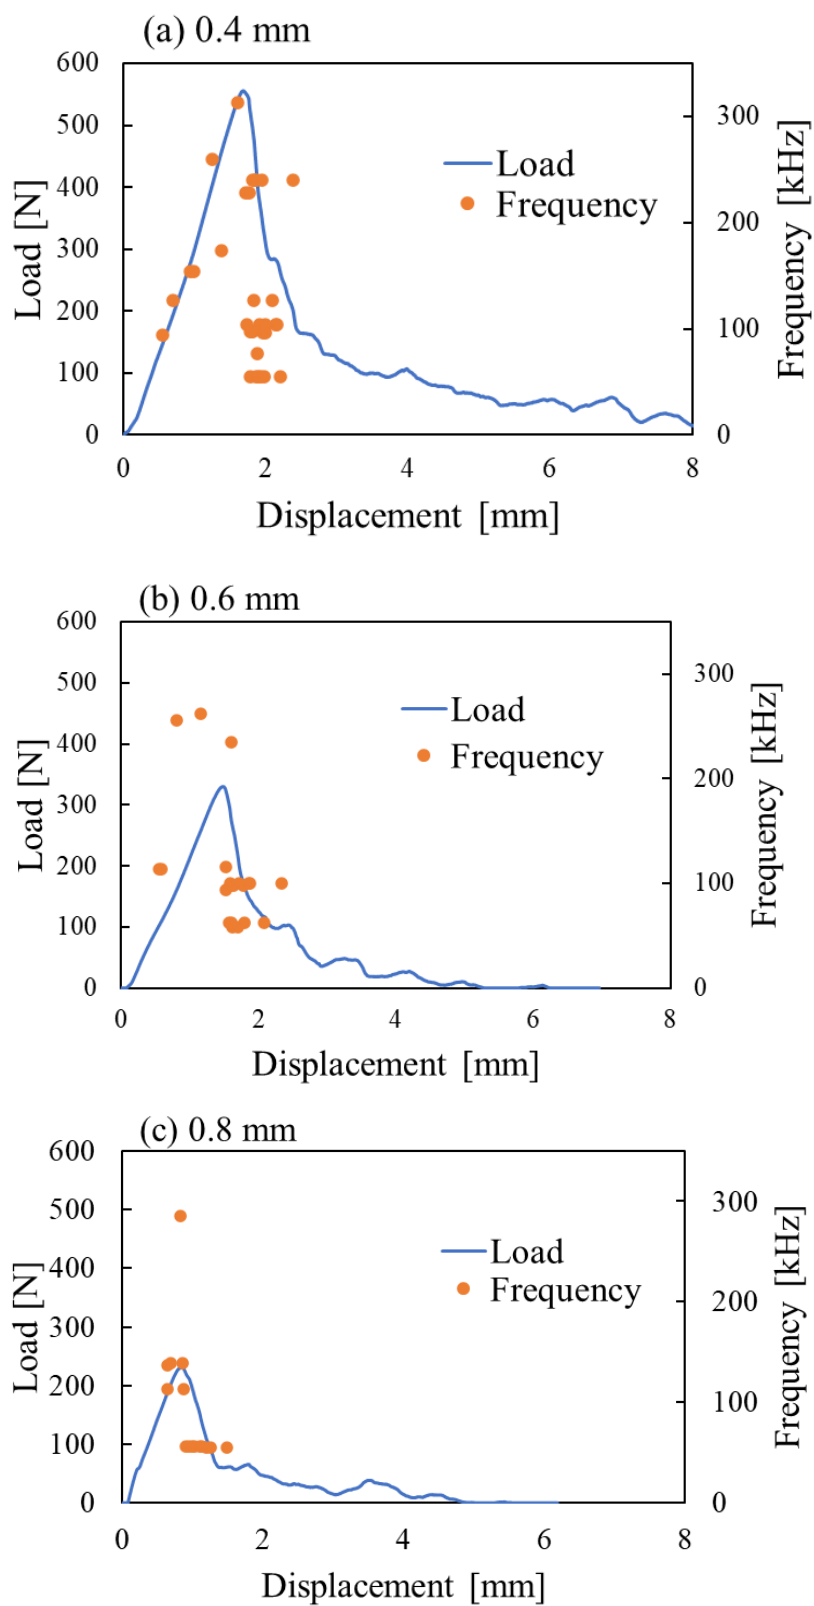 (a) 0.4 mm
600
500
400
300
200
100
0
300
200
100
0
Load [N]
Frequency [kHz]
Load
Frequency
0 2 4 6 8
Displacement [mm]
(b) 0.6 mm
600
500
400
300
200
100
0
300
200
100
0
Load [N]
Frequency [kHz]
Load
Frequency
0 2 4 6 8
Displacement [mm]
(c) 0.8 mm
600
500
400
300
200
100
0
300
200
100
0
Load [N]
Frequency [kHz]
Load
Frequency
0 2 4 6 8
Displacement [mm]